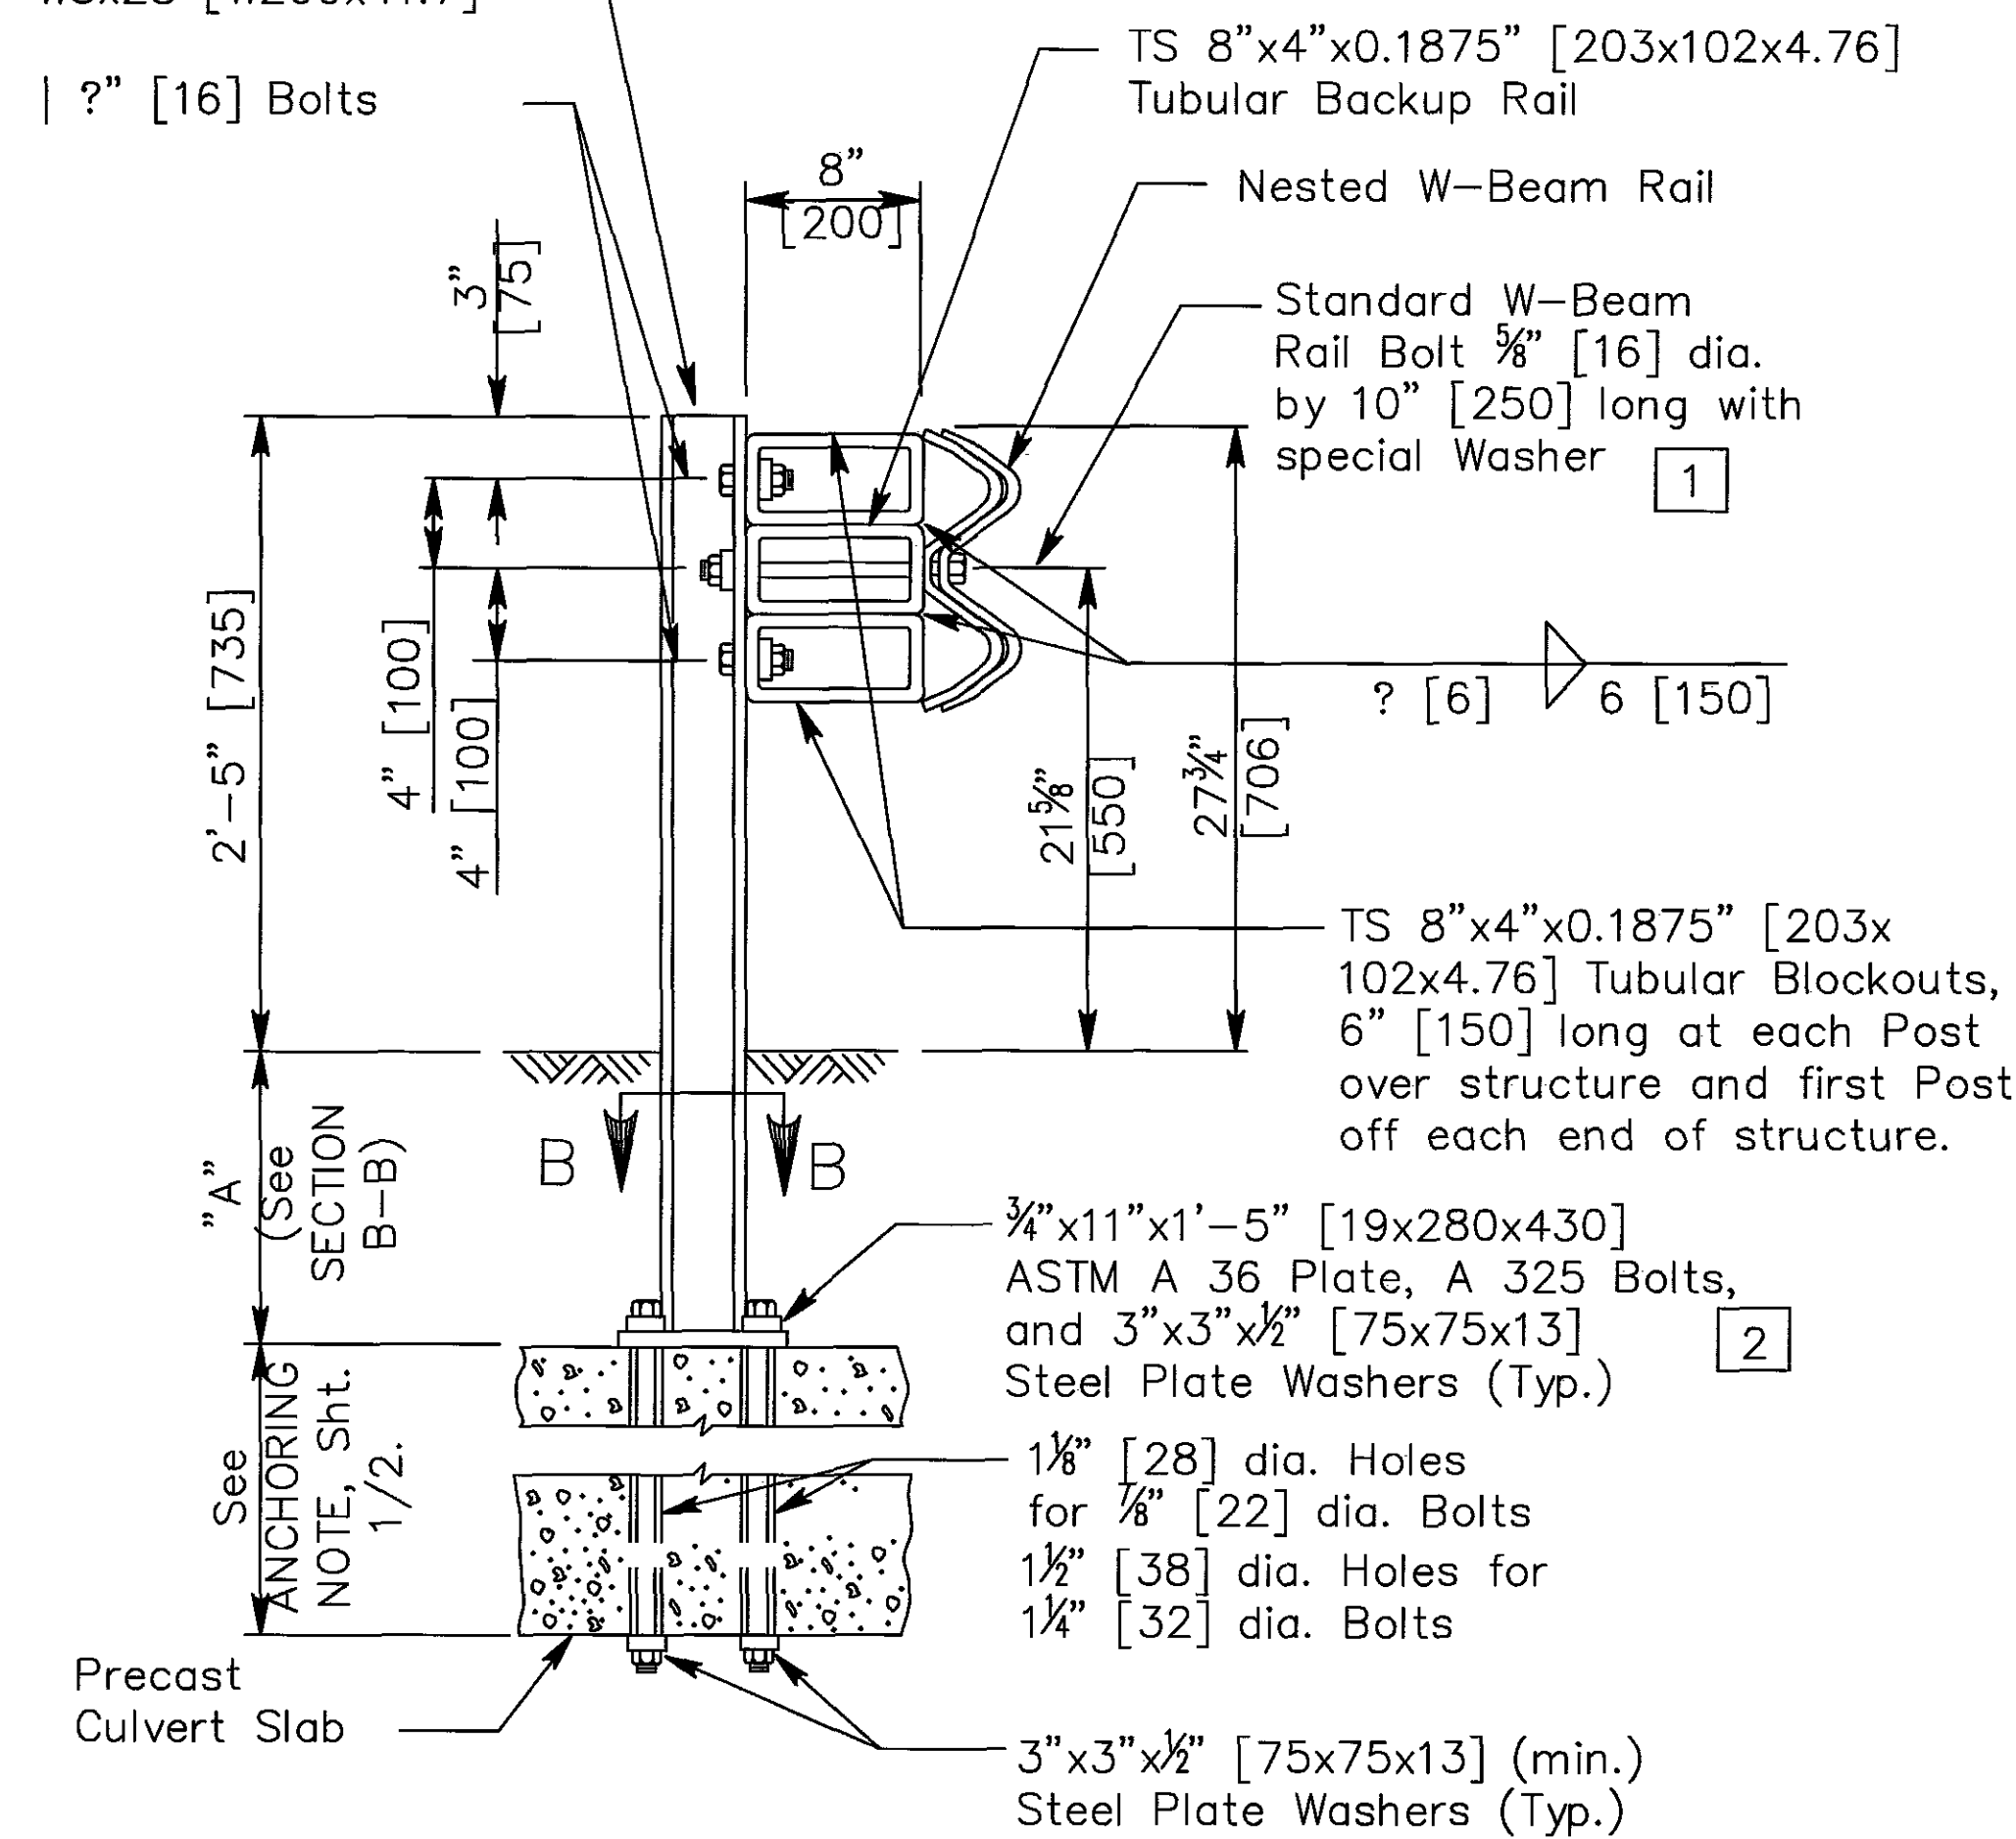 | ?" [16] Bolts
TS 8"x4"x0.1875" [203x102x4.76]
Tubular Backup Rail
8"
[200]
Nested W-Beam Rail
3"
[75]
Standard W-Beam
Rail Bolt ⅝" [16] dia.
by 10" [250] long with
special Washer
1
2'-5" [735]
4" [100]
4" [100]
21⅝"
[550]
27¾"
[706]
? [6]
6 [150]
TS 8"x4"x0.1875" [203x
102x4.76] Tubular Blockouts,
6" [150] long at each Post
over structure and first Post
off each end of structure.
"A"
(See
SECTION
B-B)
B
B
¾"x11"x1'-5" [19x280x430]
ASTM A 36 Plate, A 325 Bolts,
and 3"x3"x½" [75x75x13]
Steel Plate Washers (Typ.)
2
See
ANCHORING
NOTE, Sht.
1/2.
1⅛" [28] dia. Holes
for ⅞" [22] dia. Bolts
1½" [38] dia. Holes for
1¼" [32] dia. Bolts
Precast
Culvert Slab
3"x3"x½" [75x75x13] (min.)
Steel Plate Washers (Typ.)